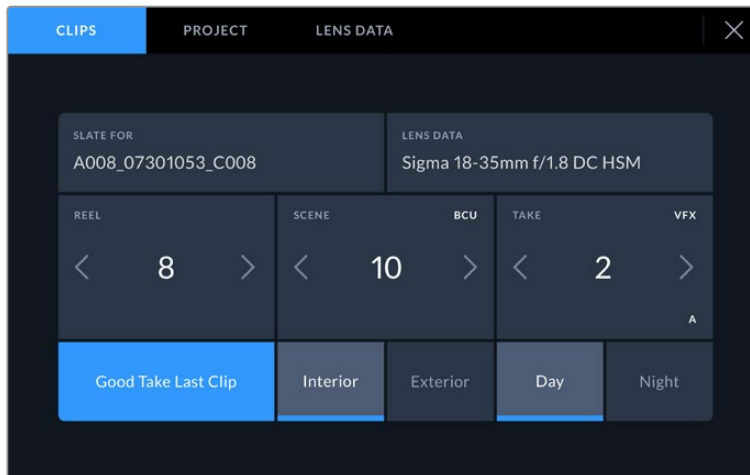 CLIPS PROJECT LENS DATA
SLATE FOR LENS DATA
A008_07301053_C008 Sigma 18-35mm f/1.8 DC HSM
REEL SCENE BCU TAKE VFX
8 10 2
A
Good Take Last Clip Interior Exterior Day Night